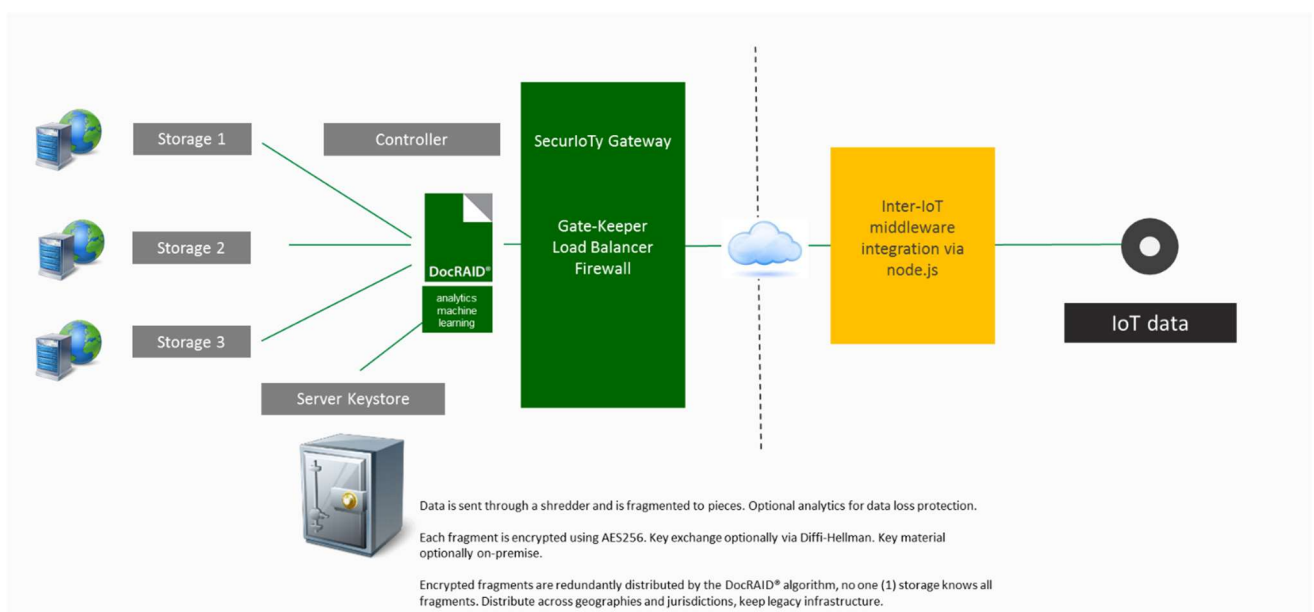 Storage 1
Controller
SecurIoTy Gateway
Gate-Keeper
Load Balancer
Firewall
Inter-IoT
middleware
integration via
node.js
Storage 2
DocRAID®
analytics
machine
learning
IoT data
Storage 3
Server Keystore
Data is sent through a shredder and is fragmented to pieces. Optional analytics for data loss protection.
Each fragment is encrypted using AES256. Key exchange optionally via Diffi-Hellman. Key material
optionally on-premise.
Encrypted fragments are redundantly distributed by the DocRAID® algorithm, no one (1) storage knows all
fragments. Distribute across geographies and jurisdictions, keep legacy infrastructure.